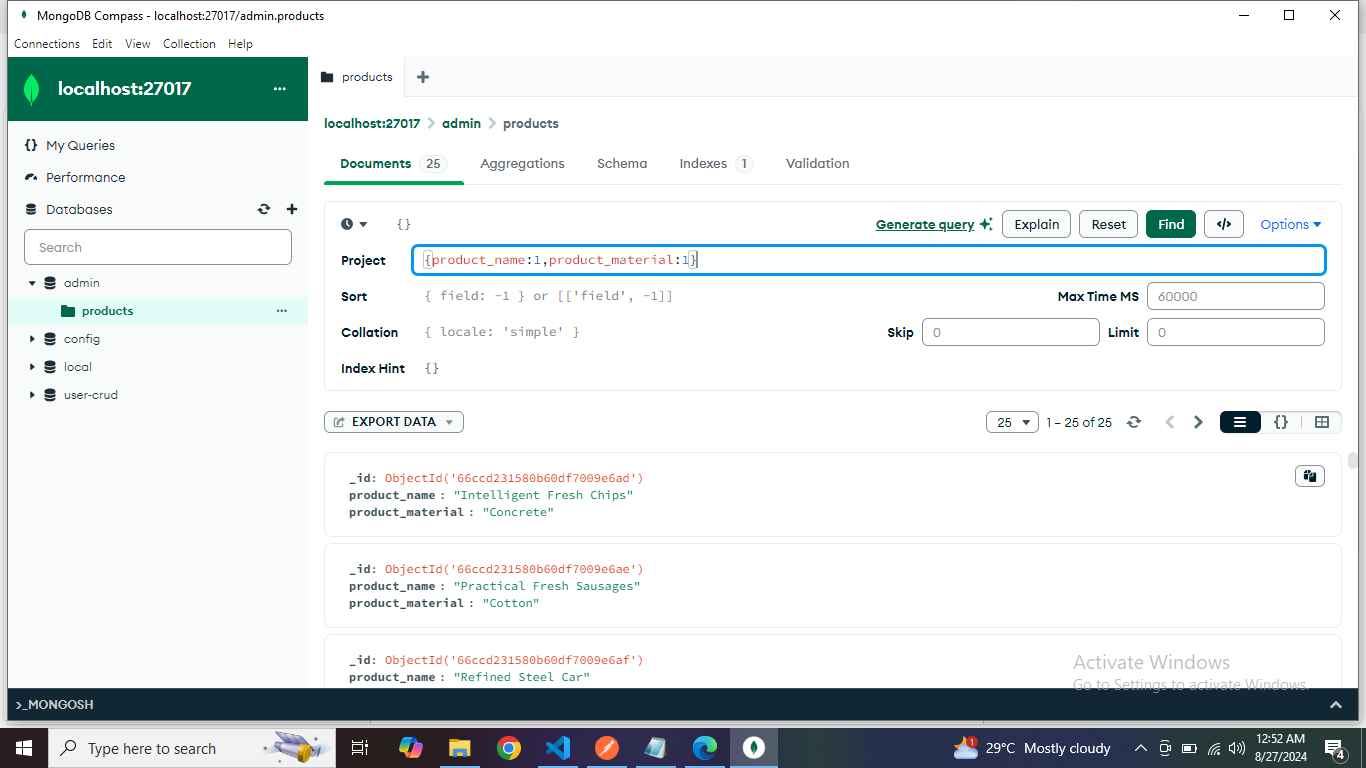 MongoDB Compass - localhost:27017/admin.products
Connections Edit View Collection Help
localhost:27017 ...
My Queries
Performance
Databases
Search
admin
products ...
config
local
user-crud
products +
localhost:27017 > admin > products
Documents 25 Aggregations Schema Indexes 1 Validation
{} Generate query Explain Reset Find </> Options
Project {product_name:1,product_material:1}
Sort { field: -1 } or [['field', -1]] Max Time MS 60000
Collation { locale: 'simple' } Skip 0 Limit 0
Index Hint {}
EXPORT DATA 25 1 – 25 of 25 {}
_id: ObjectId('66ccd231580b60df7009e6ad')
product_name : "Intelligent Fresh Chips"
product_material : "Concrete"
_id: ObjectId('66ccd231580b60df7009e6ae')
product_name : "Practical Fresh Sausages"
product_material : "Cotton"
_id: ObjectId('66ccd231580b60df7009e6af')
product_name : "Refined Steel Car"
Activate Windows
Go to Settings to activate Windows.
>_MONGOSH
Type here to search
1
29°C Mostly cloudy
12:52 AM
8/27/2024
4